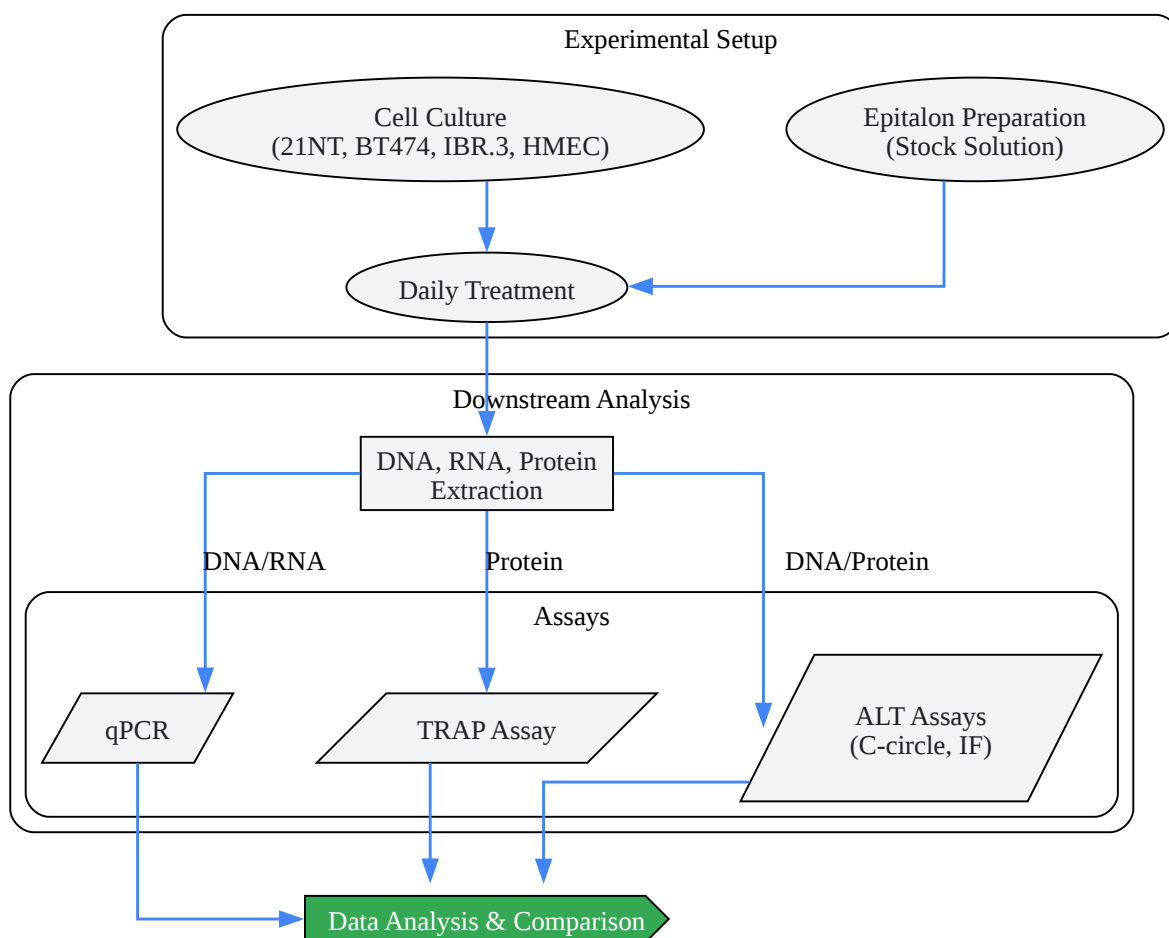 Experimental Setup
Cell Culture
(21NT, BT474, IBR.3, HMEC)
Epitalon Preparation
(Stock Solution)
Daily Treatment
Downstream Analysis
DNA, RNA, Protein
Extraction
DNA/RNA
Protein
DNA/Protein
Assays
qPCR
TRAP Assay
ALT Assays
(C-circle, IF)
Data Analysis & Comparison